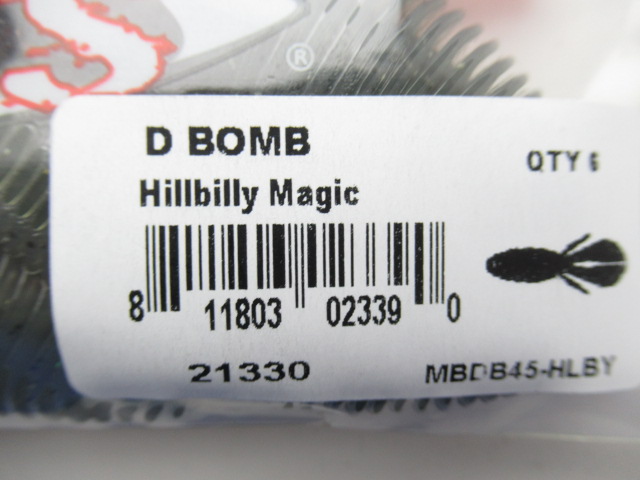 ®
D BOMB
QTY 6
Hillbilly Magic
8 11803 02339 0
21330 MBDB45-HLBY